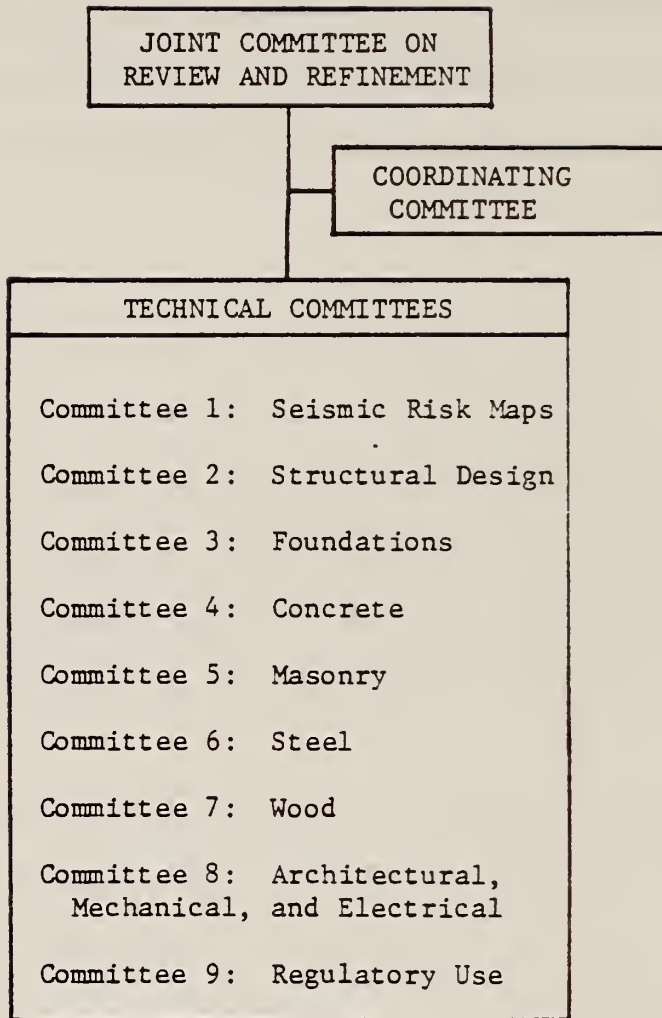 JOINT COMMITTEE ON
REVIEW AND REFINEMENT
COORDINATING
COMMITTEE
TECHNICAL COMMITTEES
Committee 1: Seismic Risk Maps
Committee 2: Structural Design
Committee 3: Foundations
Committee 4: Concrete
Committee 5: Masonry
Committee 6: Steel
Committee 7: Wood
Committee 8: Architectural,
Mechanical, and Electrical
Committee 9: Regulatory Use